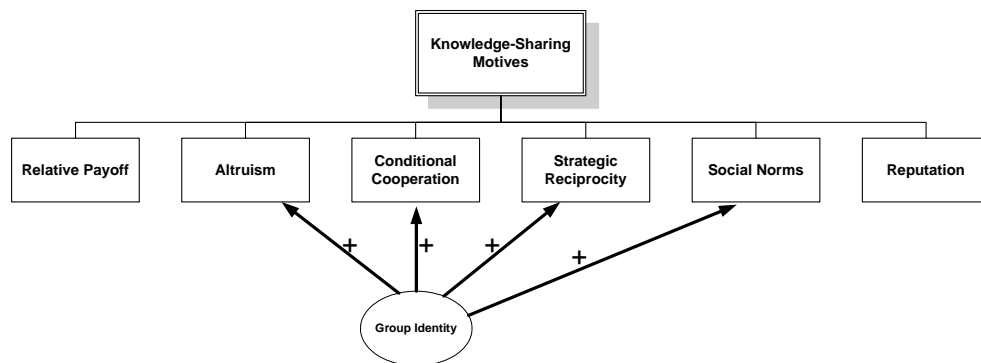 Knowledge-Sharing
Motives
Relative Payoff
Altruism
Conditional
Cooperation
Strategic
Reciprocity
Social Norms
Reputation
+
+
+
+
Group Identity